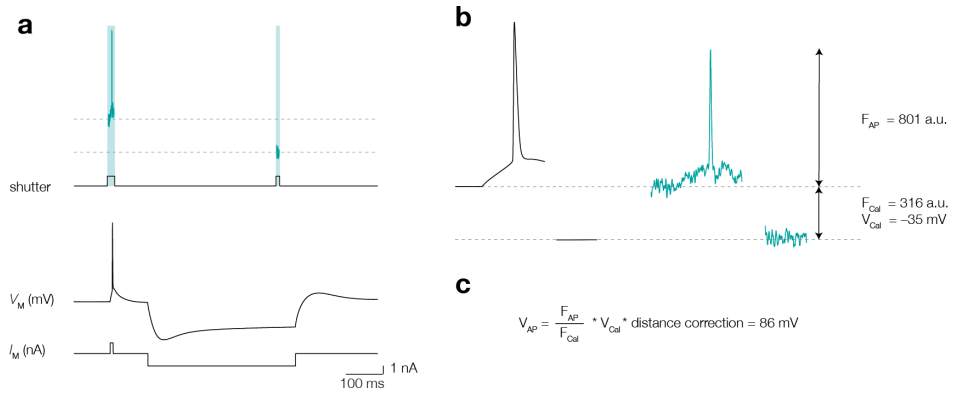 a
shutter
V_M (mV)
I_M (nA)
1 nA
100 ms
b
F_AP = 801 a.u.
F_Cal = 316 a.u.
V_Cal = –35 mV
c
V_AP = F_AP / F_Cal * V_Cal * distance correction = 86 mV